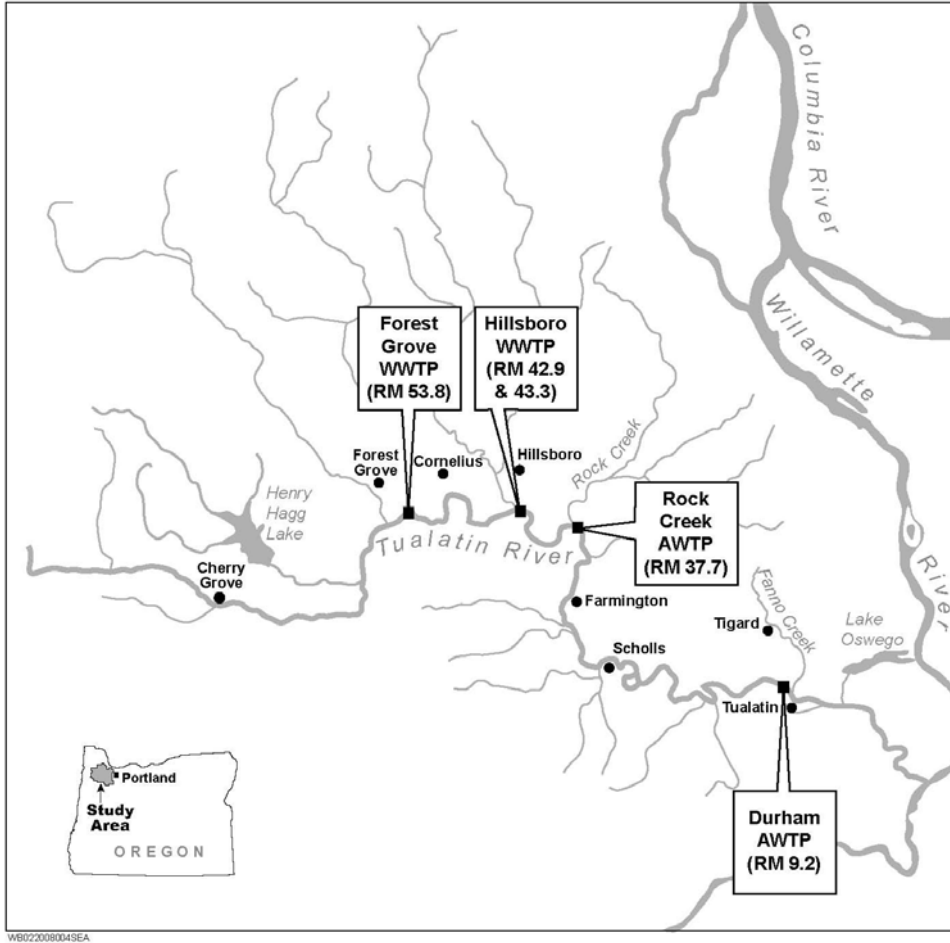 Columbia River
Willamette
River
Forest
Grove
WWTP
(RM 53.8)
Hillsboro
WWTP
(RM 42.9
& 43.3)
Forest
Grove
Cornelius
Hillsboro
Rock Creek
Henry
Hagg
Lake
Tualatin River
Rock
Creek
AWTP
(RM 37.7)
Cherry
Grove
Farmington
Fanno Creek
Tigard
Lake
Oswego
Scholls
Tualatin
Portland
Study
Area
OREGON
Durham
AWTP
(RM 9.2)
WB022008004SEA